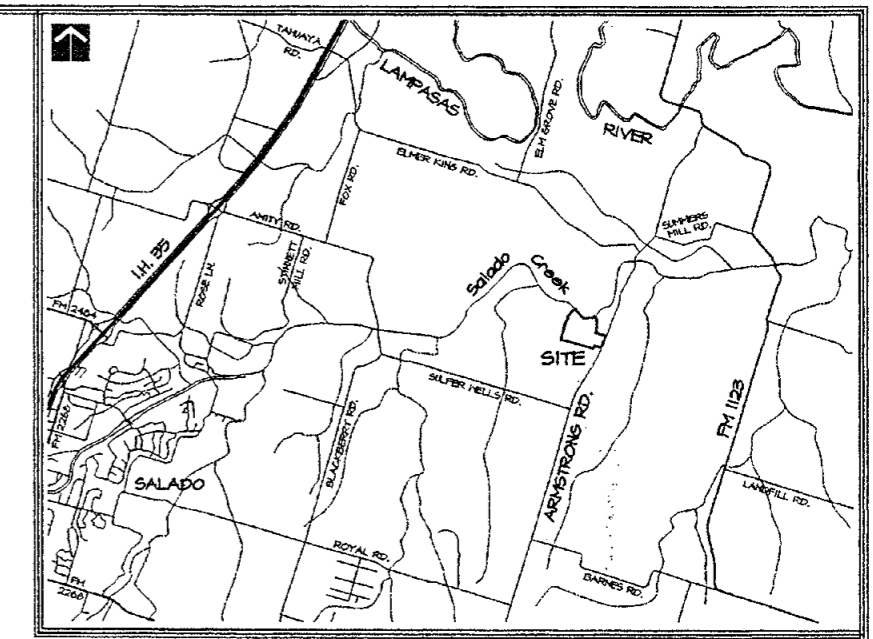 TAHUAYA
RD.
LAMPASAS
RIVER
ELM GROVE RD.
ELMER KING RD.
FOX RD.
AMITY RD.
SUMMERS
MILL RD.
I.H. 35
ROSE LN.
STINNETT
MILL RD.
Salado Creek
FM 2484
SITE
SULFER WELLS RD.
FM 2268
BLACKBERRY RD.
ARMSTRONG RD.
FM 1123
SALADO
LANDFILL RD.
ROYAL RD.
BARNES RD.
FM
2268